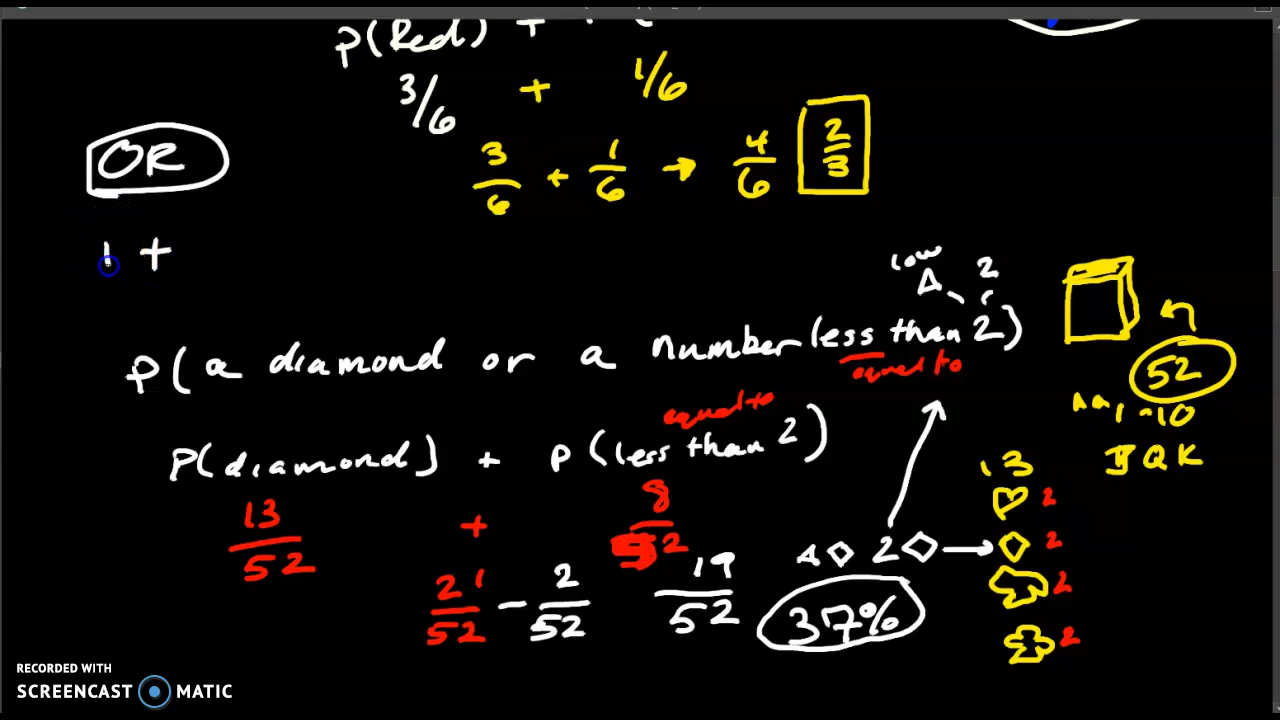 P(Red) +
3/6 + 1/6
OR
3/6 + 1/6 → 4/6 2/3
1 +
low
A 2
P(a diamond or a number less than 2)
equal to
52
1-10
J Q K
equal to
P(diamond) + P(less than 2)
13
13/52 + 8/52
2
A 2
2
21/52 - 2/52 19/52 37%
2
2
RECORDED WITH
SCREENCAST MATIC